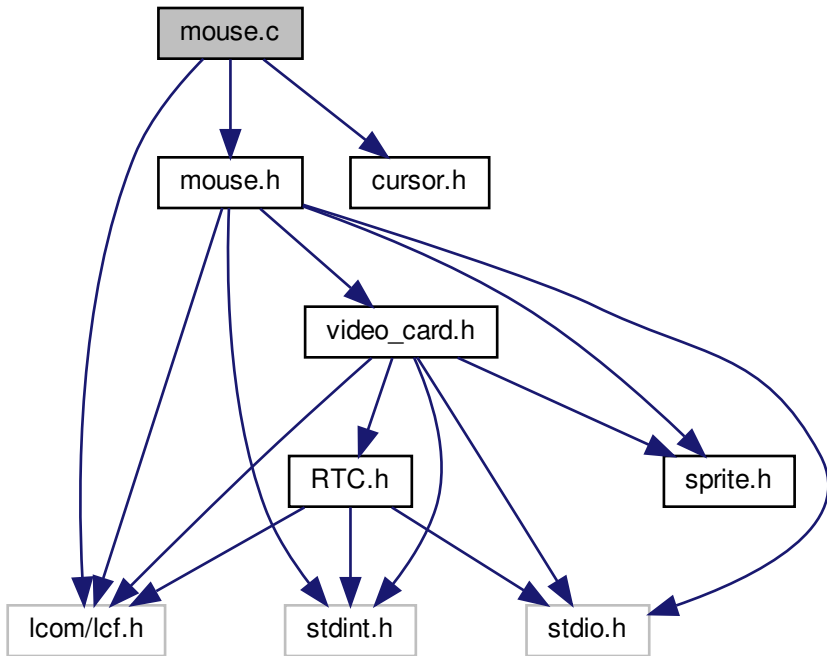 mouse.c
mouse.h
cursor.h
video_card.h
RTC.h
sprite.h
lcom/lcf.h
stdint.h
stdio.h